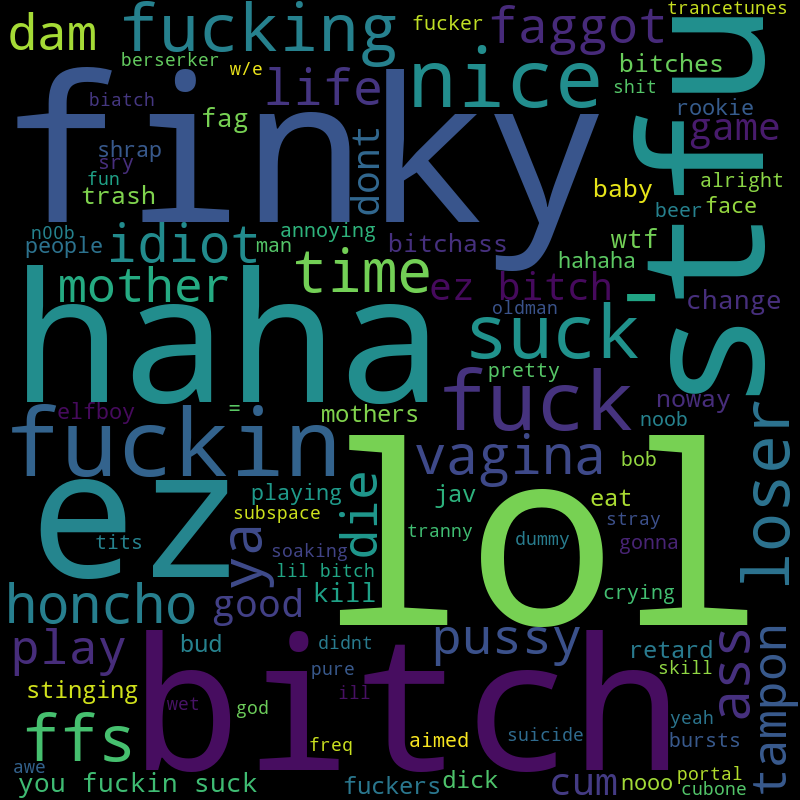 trancetunes
dam
fucking
fucker
faggot
stfu
berserker
w/e
nice
bitches
shit
biatch
life
finky
fag
rookie
game
shrap
sry
dont
fun
trash
baby
alright
beer
face
n00b
people
idiot
man
annoying
bitchass
wtf
hahaha
mother
time
ez bitch
-
change
haha
oldman
suck
pretty
elfboy
=
mothers
fuck
noway
noob
fuckin
lol
vagina
bob
loser
ez
die
playing
jav
eat
subspace
tits
ya
soaking
tranny
dummy
stray
gonna
lil bitch
honcho
good
kill
crying
play
bitch
bud
didnt
pussy
retard
ass
tampon
pure
skill
stinging
wet
god
ill
suicide
yeah
ffs
freq
aimed
bursts
awe
you fuckin suck
fuckers
dick
cum
nooo
portal
cubone